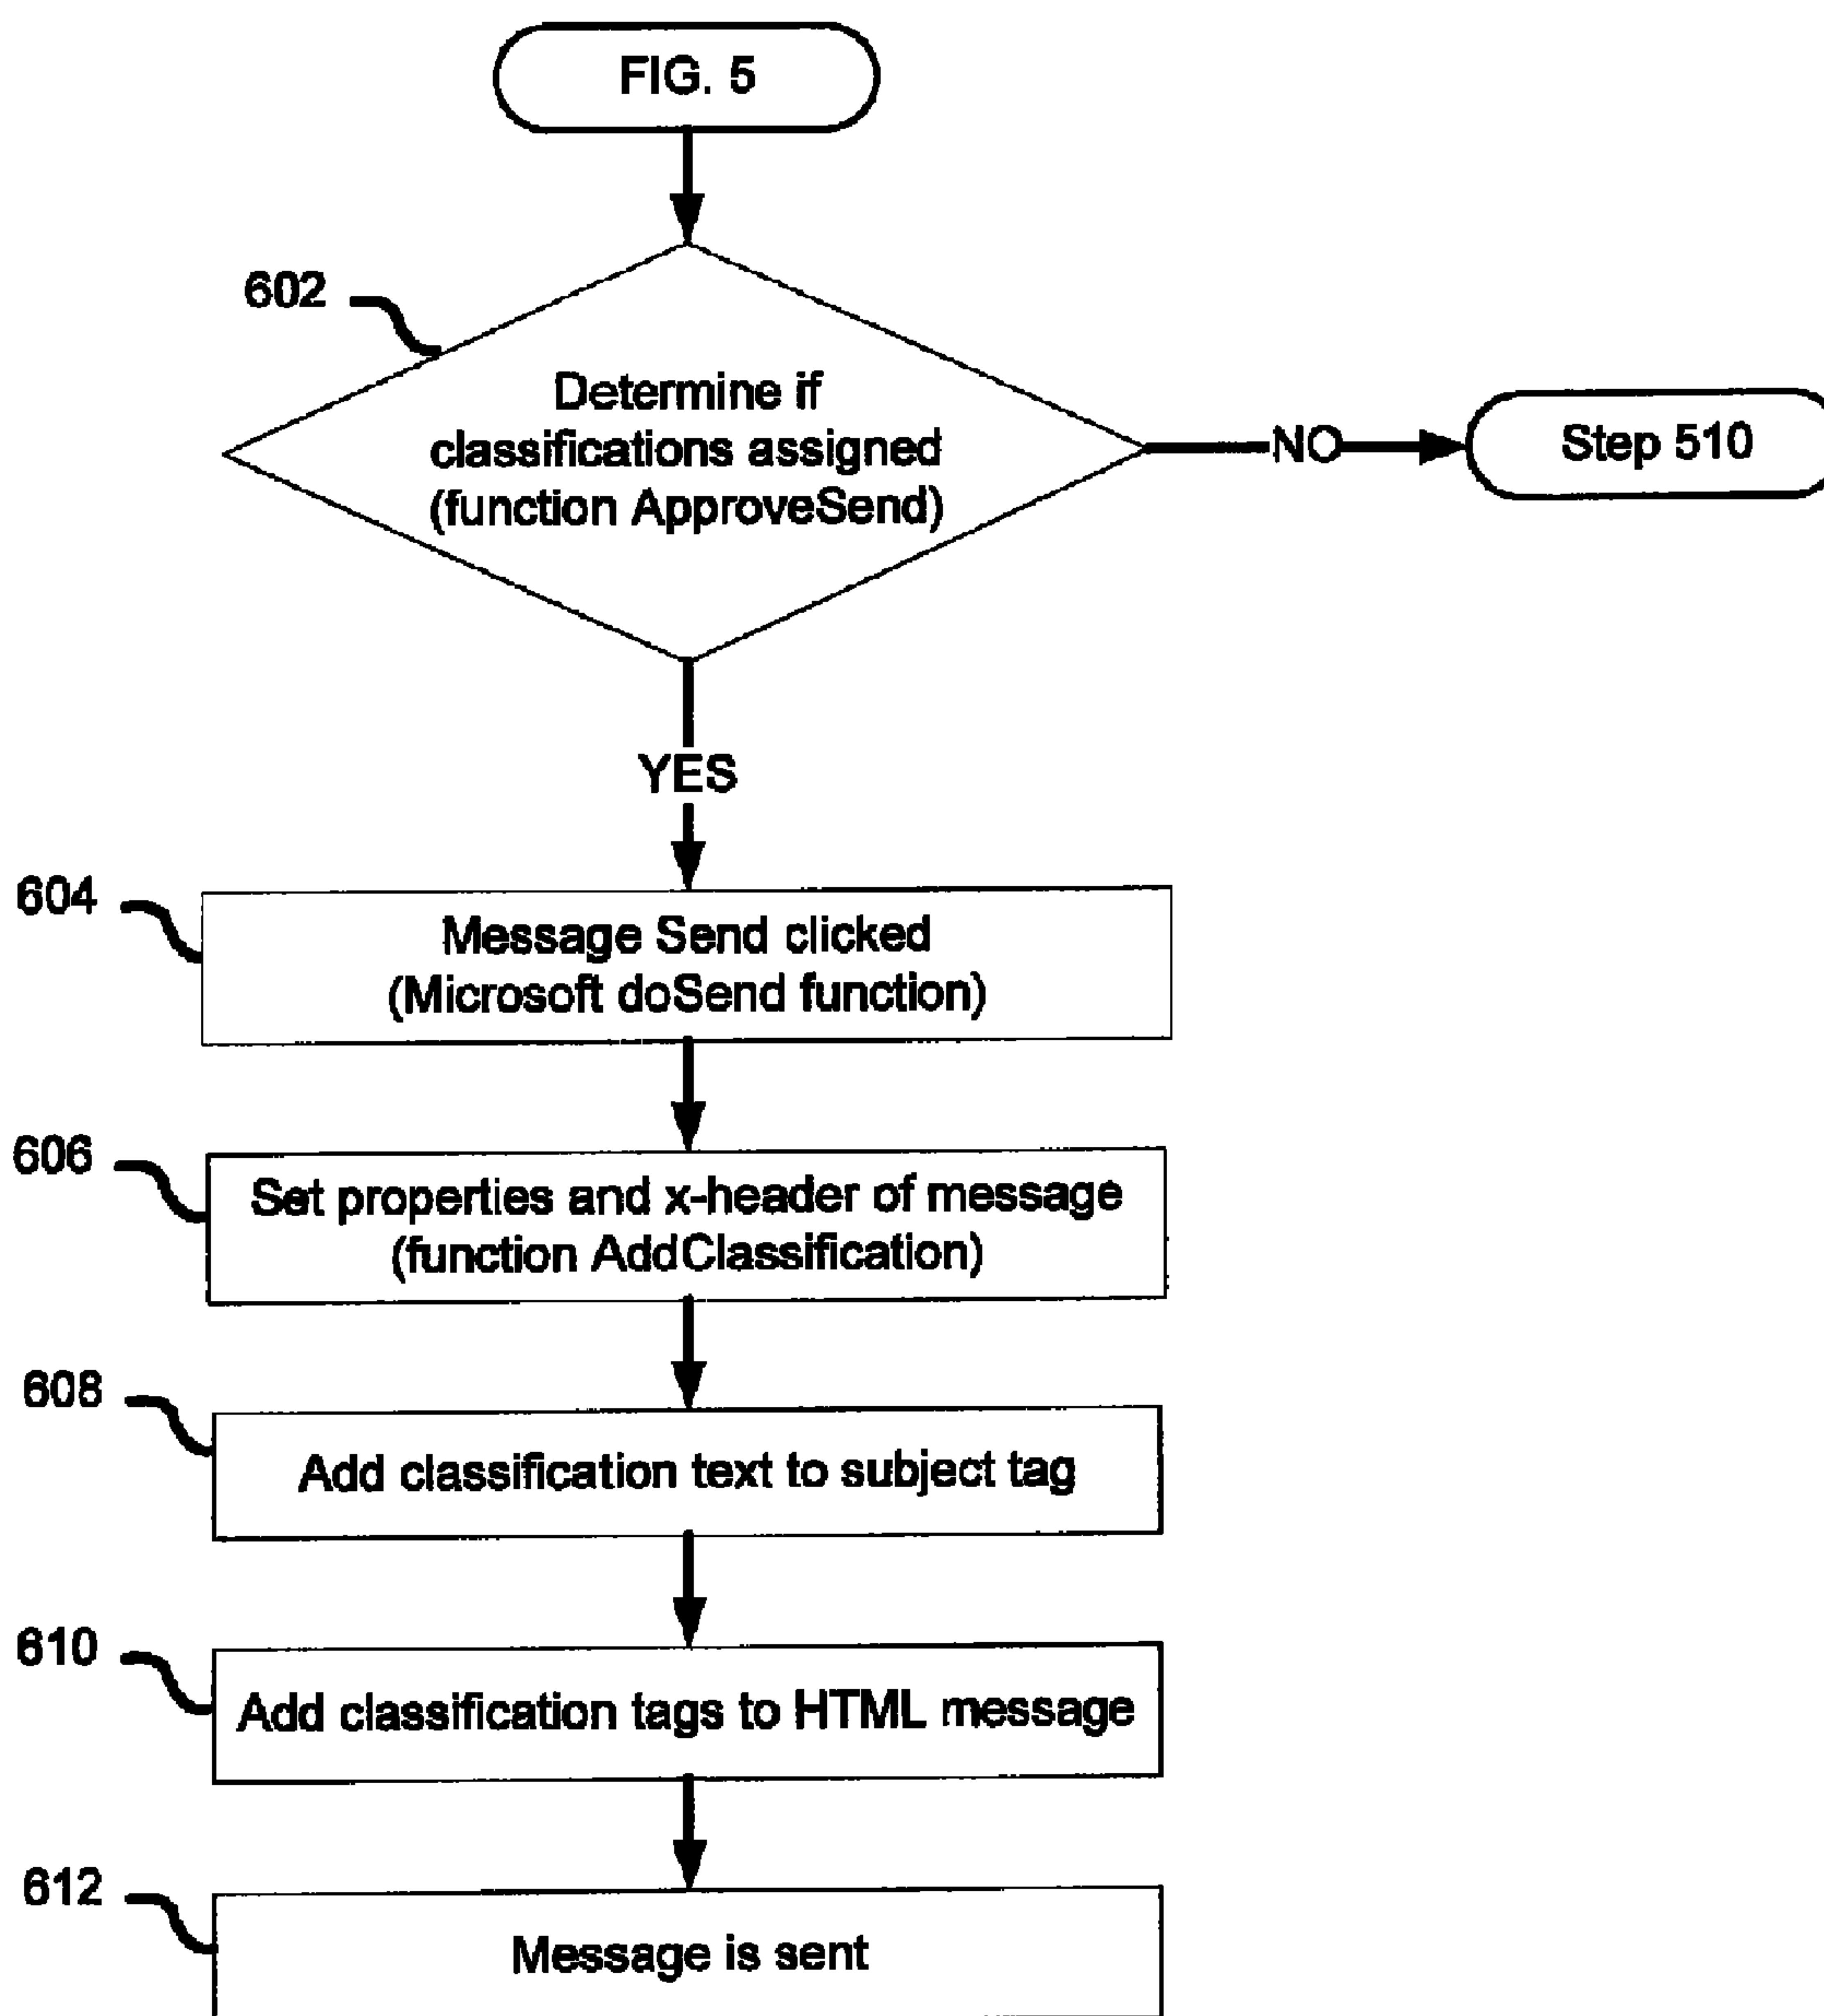 FIG. 5
602
Determine if
classifications assigned
(function ApproveSend)
NO
Step 510
YES
604
Message Send clicked
(Microsoft doSend function)
606
Set properties and x-header of message
(function AddClassification)
608
Add classification text to subject tag
610
Add classification tags to HTML message
612
Message is sent